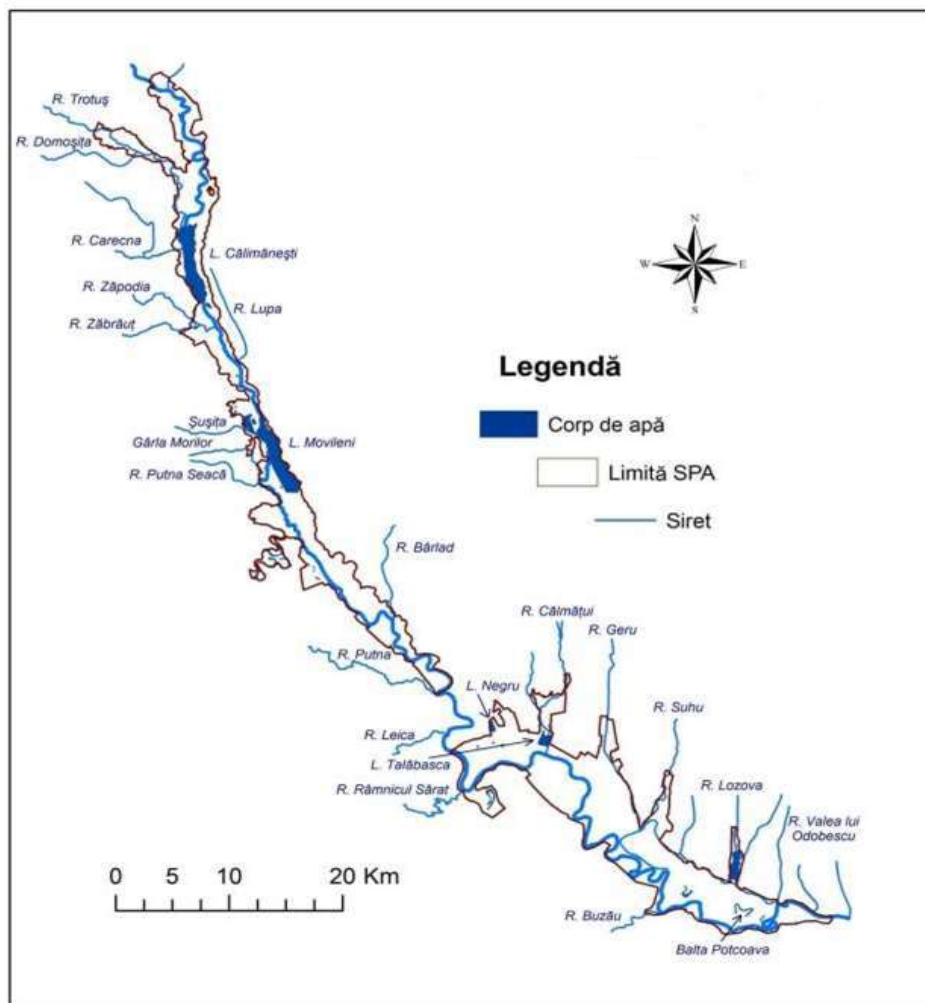 R. Trotuş
R. Domoşiţa
R. Carecna
L. Călimăneşti
R. Zăpodia
R. Lupa
R. Zăbrăuţ
Şuşiţa
Gârla Morilor
L. Movileni
R. Putna Seacă
R. Bârlad
R. Putna
R. Călmăţui
R. Geru
L. Negru
R. Suhu
R. Leica
L. Talăbasca
R. Râmnicul Sărat
R. Lozova
R. Valea lui
Odobescu
R. Buzău
Balta Potcoava
N
W
E
S
Legendă
Corp de apă
Limită SPA
Siret
0 5 10 20 Km